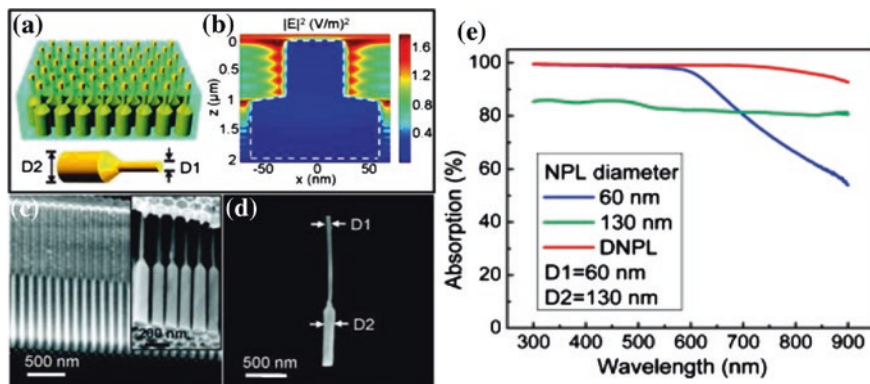 (a)
D2
D1
(b)
|E|² (V/m)²
z (μm)
0
0.5
1
1.5
2
-50
0
50
x (nm)
1.6
1.2
0.8
0.4
(c)
200 nm
500 nm
(d)
D1
D2
500 nm
(e)
Absorption (%)
100
80
60
40
20
0
NPL diameter
60 nm
130 nm
DNPL
D1=60 nm
D2=130 nm
300 400 500 600 700 800 900
Wavelength (nm)